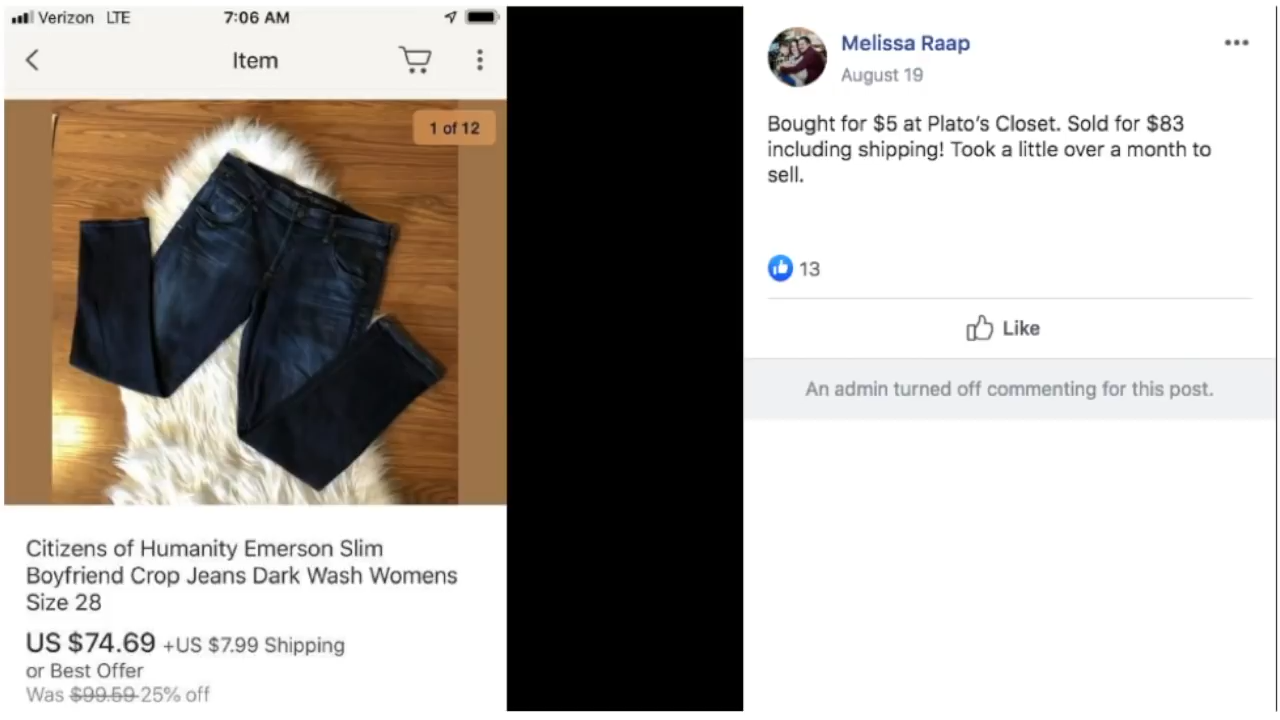 Verizon LTE 7:06 AM
Item
1 of 12
Citizens of Humanity Emerson Slim
Boyfriend Crop Jeans Dark Wash Womens
Size 28
US $74.69 +US $7.99 Shipping
or Best Offer
Was $99.59 25% off
Melissa Raap
August 19
Bought for $5 at Plato's Closet. Sold for $83
including shipping! Took a little over a month to
sell.
13
Like
An admin turned off commenting for this post.